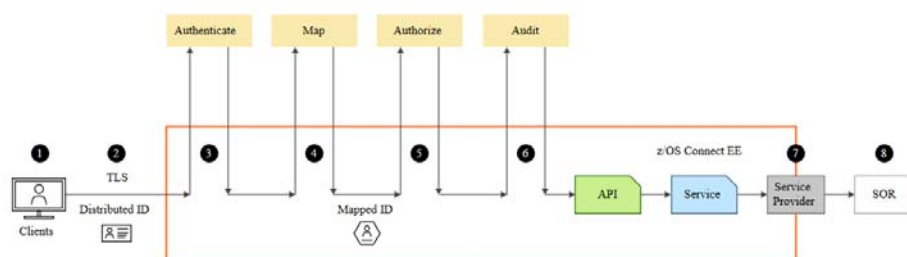 Authenticate
Map
Authorize
Audit
1
2
3
4
5
6
z/OS Connect EE
7
8
TLS
Distributed ID
Clients
Mapped ID
API
Service
Service
Provider
SOR